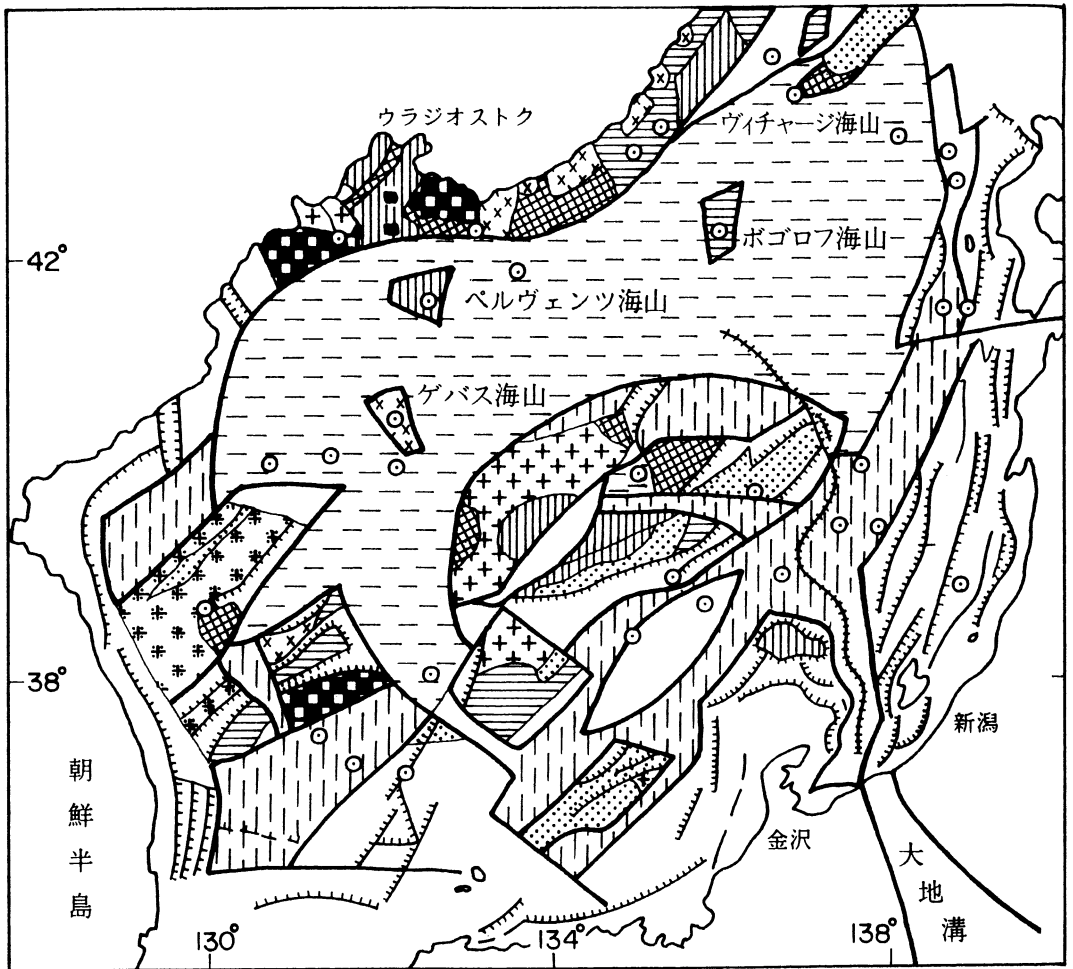 ウラジオストク
ヴィチャージ海山
42°
ボゴロフ海山
ペルヴェンツ海山
ゲバス海山
38°
新潟
朝鮮半島
金沢
大地溝
130°
134°
138°